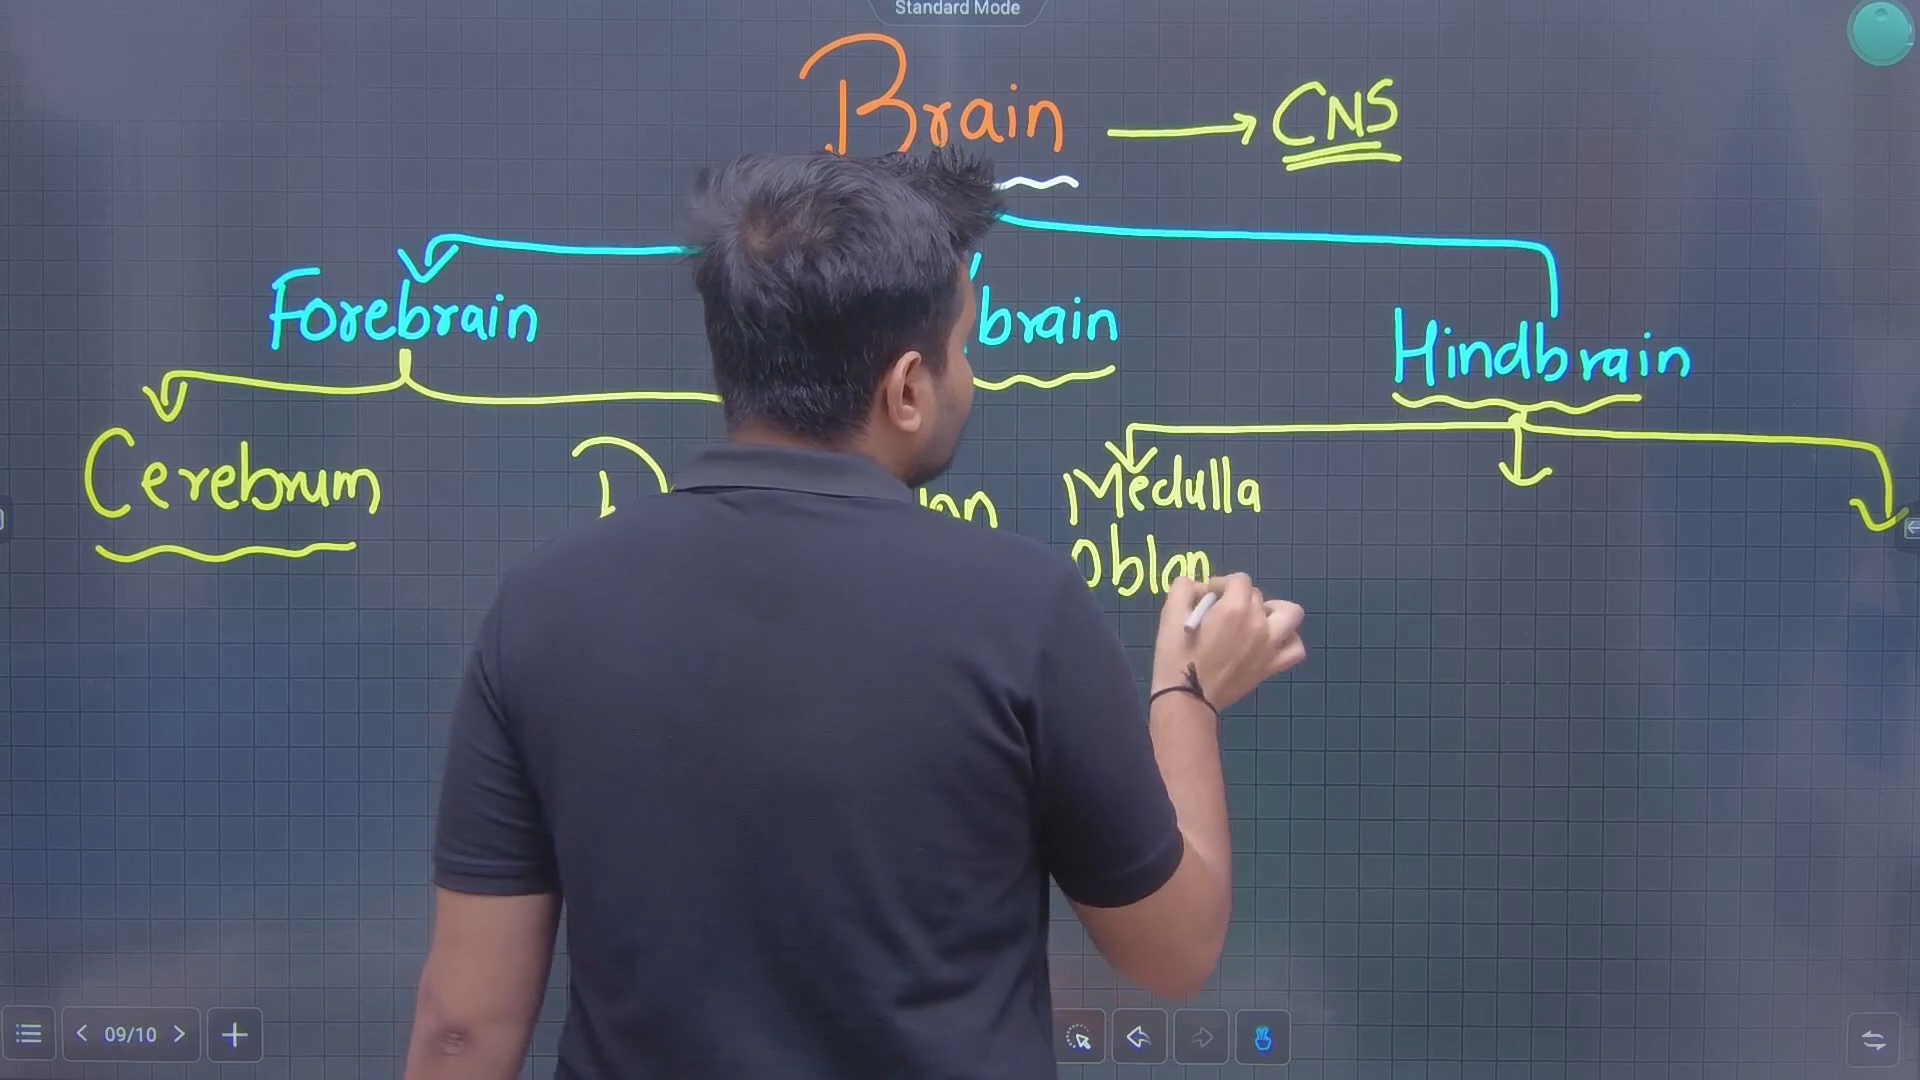 Standard Mode
Brain → CNS
Forebrain
brain
Hindbrain
Cerebrum
Medulla
Oblon
09/10